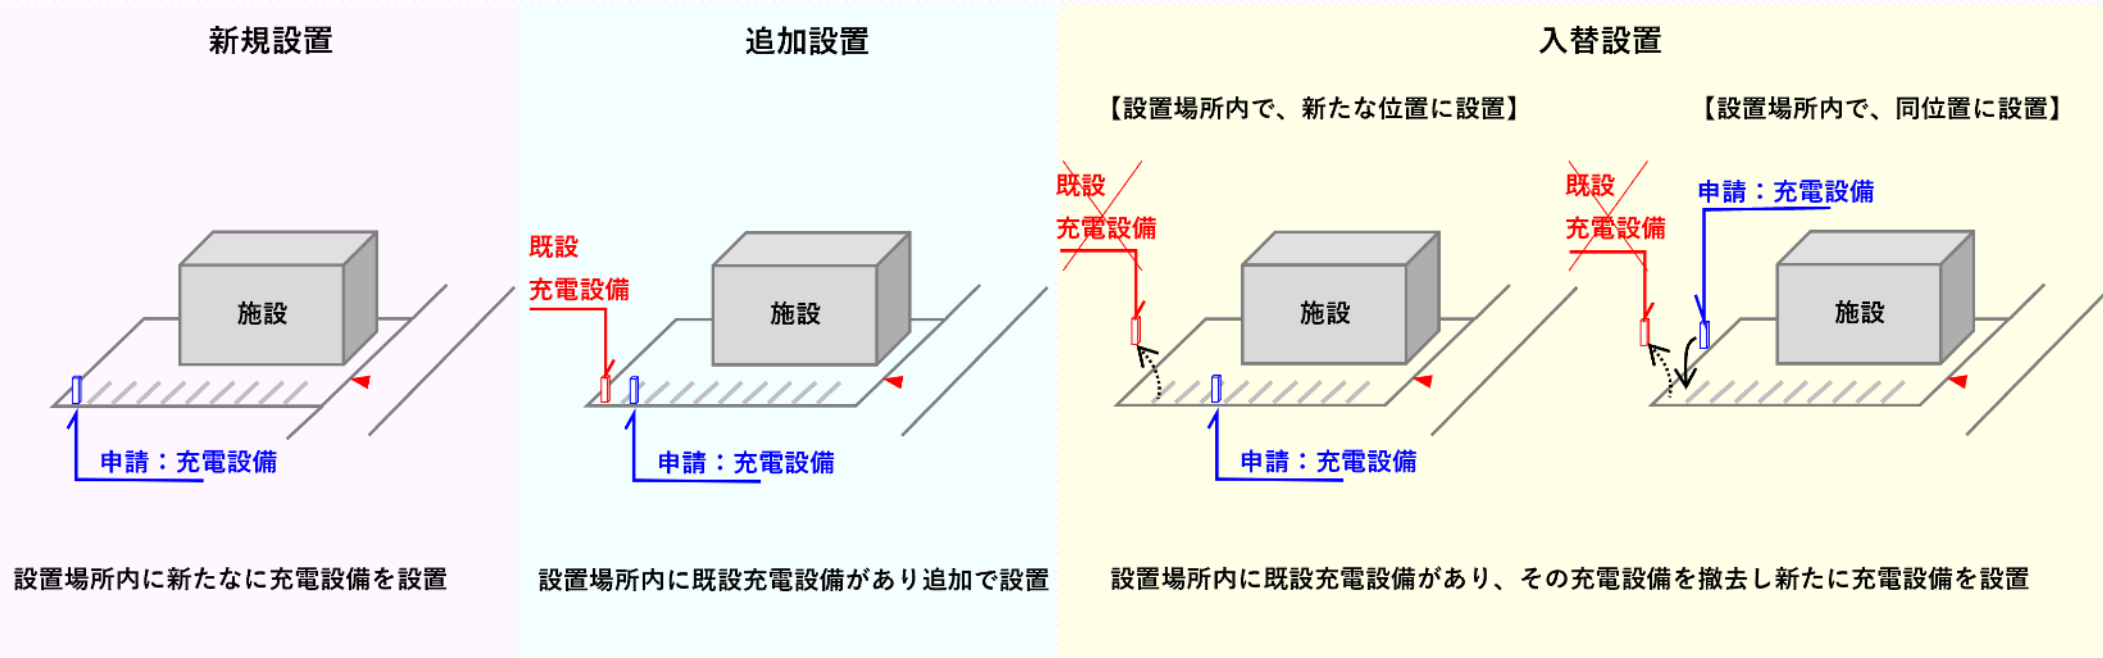 新規設置
施設
申請：充電設備
設置場所内に新たなに充電設備を設置
追加設置
既設
充電設備
施設
申請：充電設備
設置場所内に既設充電設備があり追加で設置
入替設置
【設置場所内で、新たな位置に設置】
既設
充電設備
施設
申請：充電設備
【設置場所内で、同位置に設置】
既設
充電設備
申請：充電設備
施設
設置場所内に既設充電設備があり、その充電設備を撤去し新たに充電設備を設置